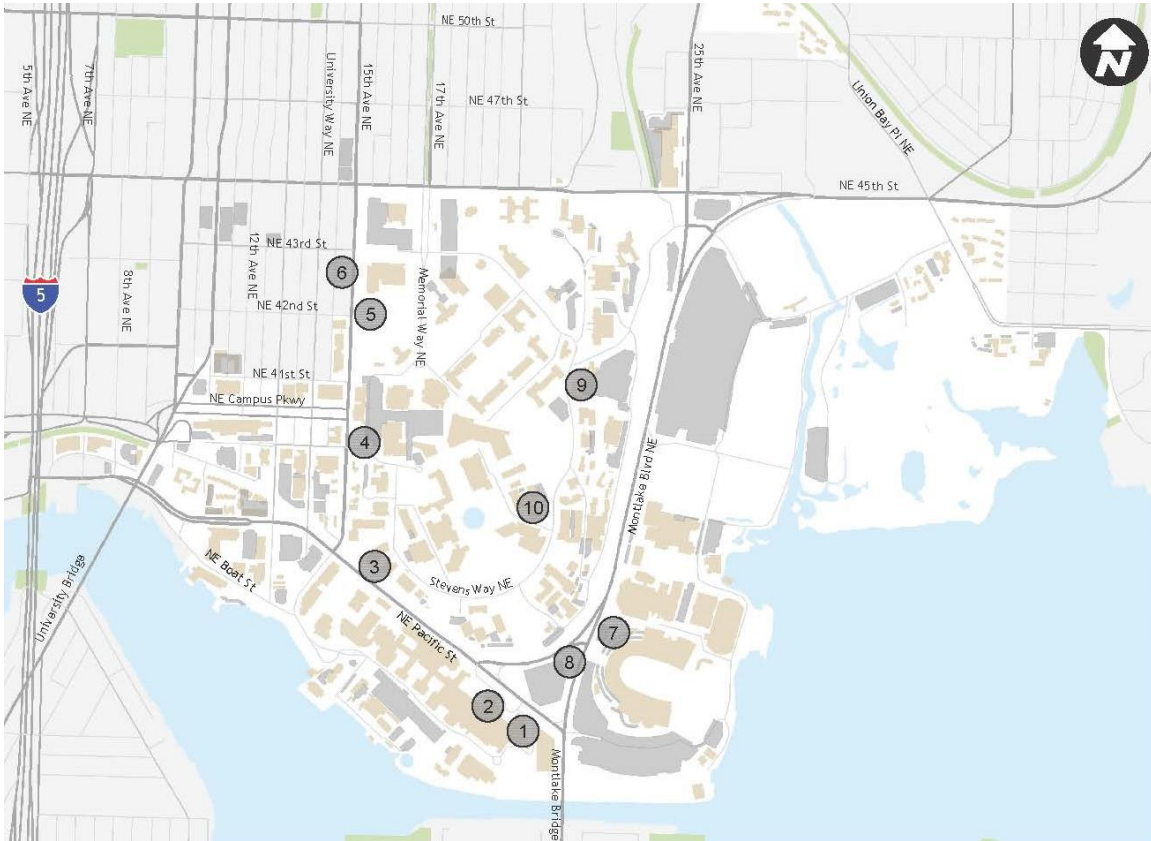 NE 50th St
N
5th Ave NE
7th Ave NE
University Way NE
15th Ave NE
17th Ave NE
25th Ave NE
NE 47th St
Union Bay Pl NE
NE 45th St
NE 43rd St
12th Ave NE
6
8th Ave NE
5
NE 42nd St
5
Memorial Way NE
NE 41st St
9
NE Campus Pkwy
4
Montlake Blvd NE
10
3
NE Boat St
Stevens Way NE
University Bridge
NE Pacific St
7
8
2
1
Montlake Bridge